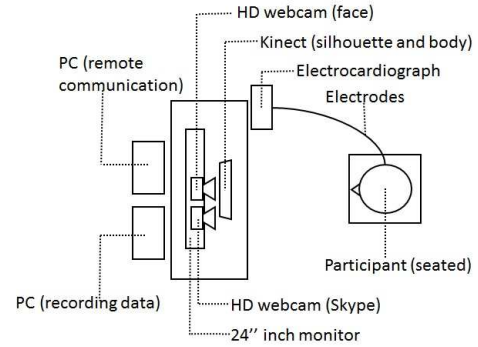 HD webcam (face)
Kinect (silhouette and body)
PC (remote
communication)
Electrocardiograph
Electrodes
Participant (seated)
PC (recording data)
HD webcam (Skype)
24’’ inch monitor